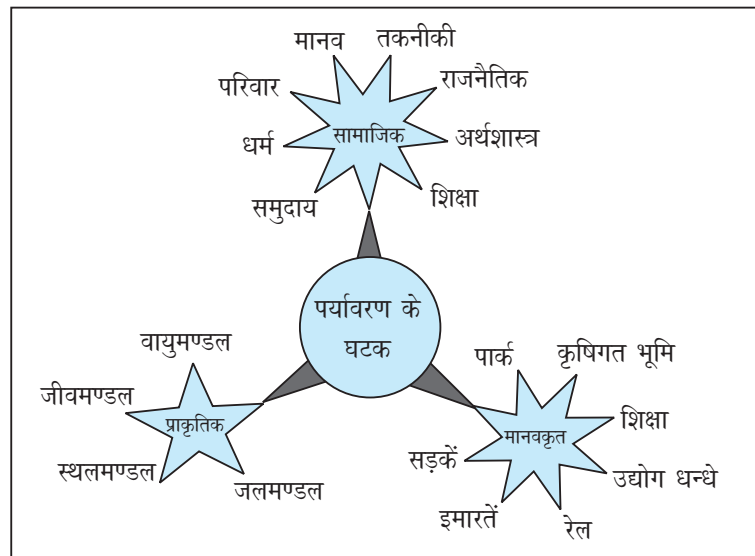 मानव
तकनीकी
परिवार
राजनैतिक
धर्म
सामाजिक
अर्थशास्त्र
समुदाय
शिक्षा
पर्यावरण के
घटक
वायुमण्डल
जीवमण्डल
प्राकृतिक
स्थलमण्डल
जलमण्डल
पार्क
कृषिगत भूमि
शिक्षा
मानवकृत
सड़कें
उद्योग धन्धे
इमारतें
रेल